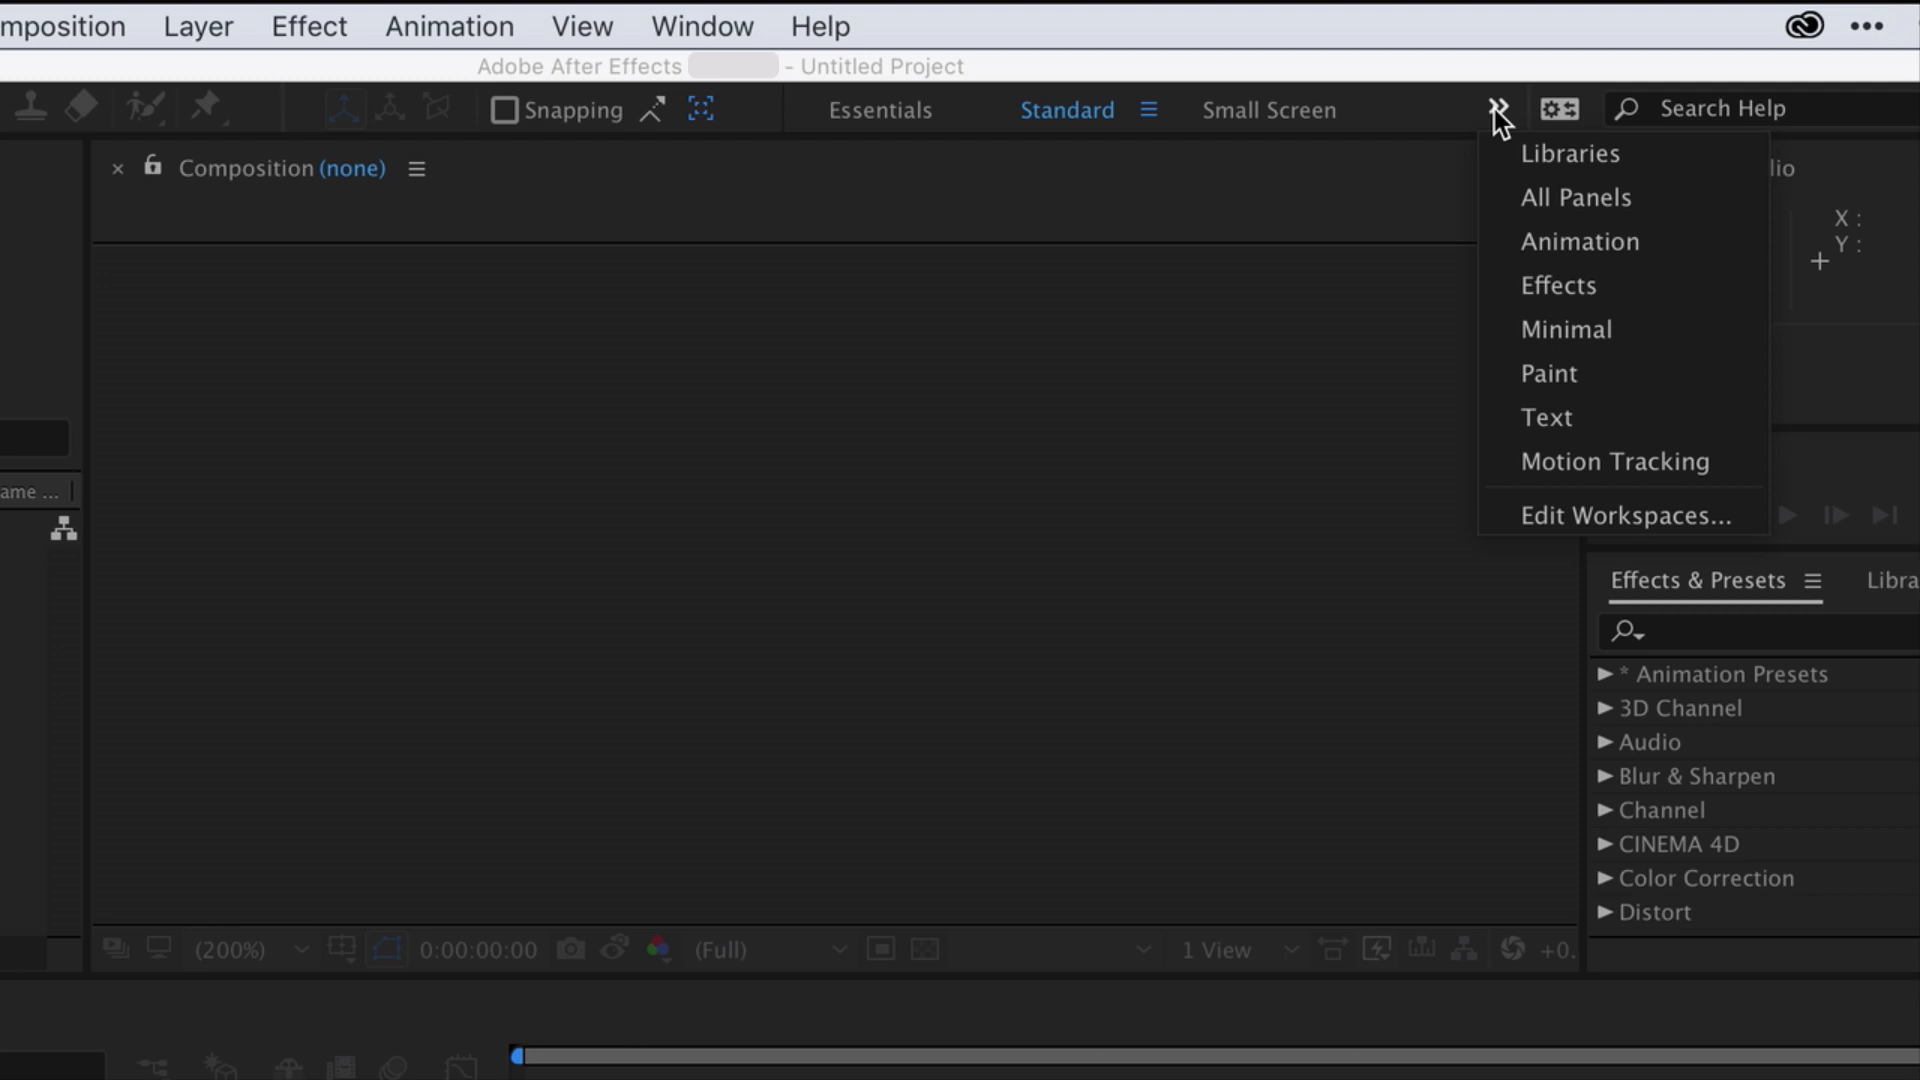 mposition Layer Effect Animation View Window Help
Adobe After Effects - Untitled Project
Snapping Essentials Standard Small Screen Search Help
Composition (none)
lio
Libraries
All Panels
Animation
Effects
Minimal
Paint
Text
Motion Tracking
Edit Workspaces...
X :
Y :
ame ...
Effects & Presets Libra
* Animation Presets
3D Channel
Audio
Blur & Sharpen
Channel
CINEMA 4D
Color Correction
Distort
(200%) 0:00:00:00 (Full) 1 View +0.